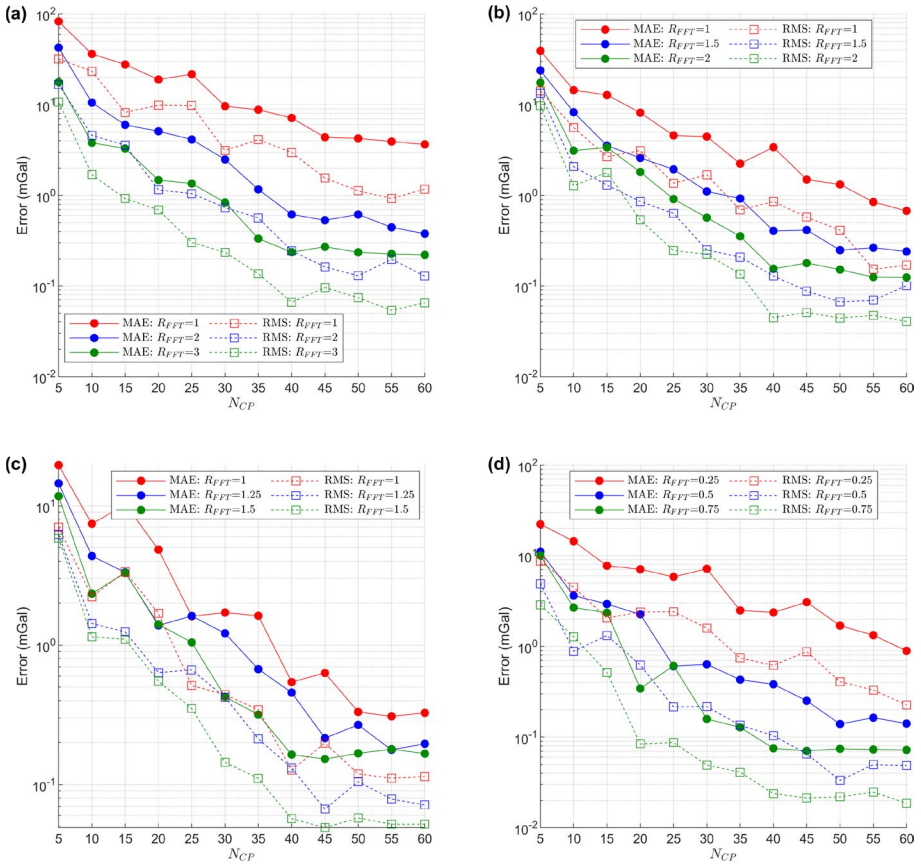 (a)
10^2
10^1
10^0
10^-1
10^-2
Error (mGal)
MAE: R_FFT=1 RMS: R_FFT=1
MAE: R_FFT=2 RMS: R_FFT=2
MAE: R_FFT=3 RMS: R_FFT=3
5 10 15 20 25 30 35 40 45 50 55 60
N_CP
(b)
10^2
10^1
10^0
10^-1
10^-2
Error (mGal)
MAE: R_FFT=1 RMS: R_FFT=1
MAE: R_FFT=1.5 RMS: R_FFT=1.5
MAE: R_FFT=2 RMS: R_FFT=2
5 10 15 20 25 30 35 40 45 50 55 60
N_CP
(c)
10^1
10^0
10^-1
Error (mGal)
MAE: R_FFT=1 RMS: R_FFT=1
MAE: R_FFT=1.25 RMS: R_FFT=1.25
MAE: R_FFT=1.5 RMS: R_FFT=1.5
5 10 15 20 25 30 35 40 45 50 55 60
N_CP
(d)
10^2
10^1
10^0
10^-1
10^-2
Error (mGal)
MAE: R_FFT=0.25 RMS: R_FFT=0.25
MAE: R_FFT=0.5 RMS: R_FFT=0.5
MAE: R_FFT=0.75 RMS: R_FFT=0.75
5 10 15 20 25 30 35 40 45 50 55 60
N_CP